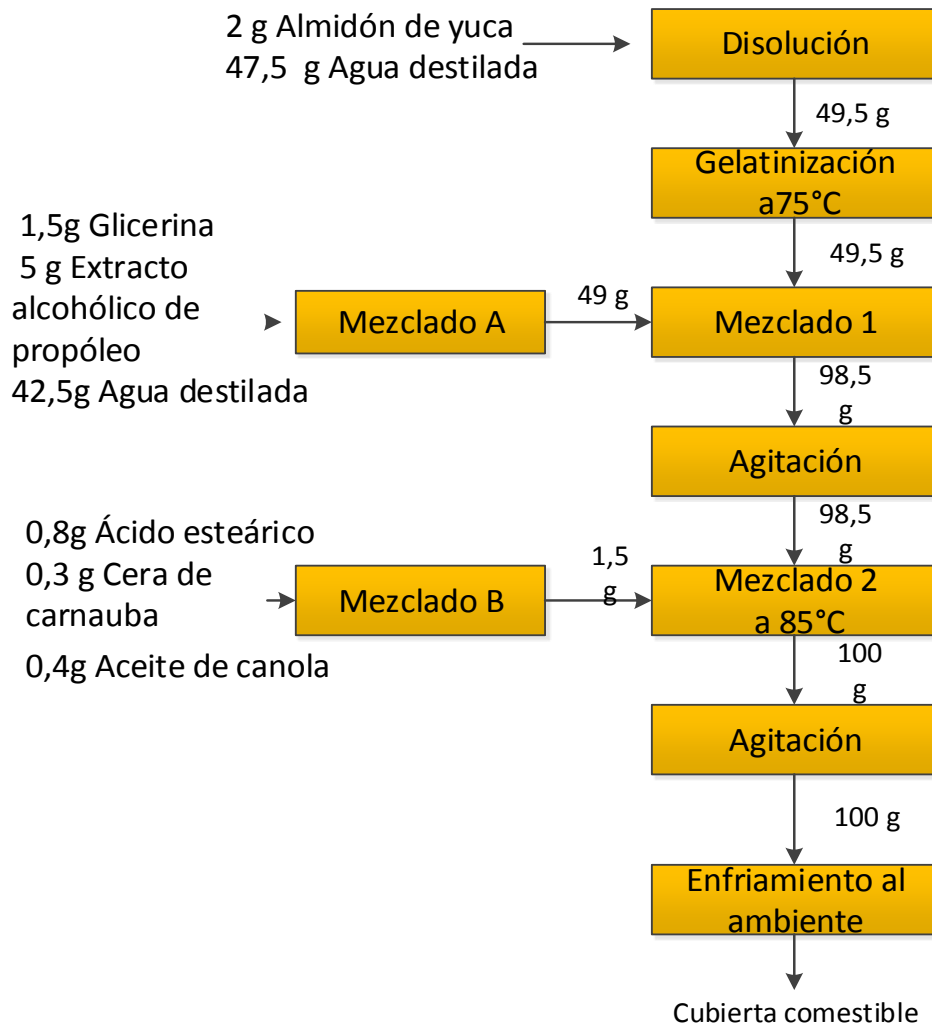 2 g Almidón de yuca
47,5 g Agua destilada
Disolución
49,5 g
Gelatinización
a75°C
49,5 g
1,5g Glicerina
5 g Extracto
alcohólico de
propóleo
42,5g Agua destilada
Mezclado A
49 g
Mezclado 1
98,5
g
Agitación
98,5
g
0,8g Ácido esteárico
0,3 g Cera de
carnauba
0,4g Aceite de canola
Mezclado B
1,5
g
Mezclado 2
a 85°C
100
g
Agitación
100 g
Enfriamiento al
ambiente
Cubierta comestible